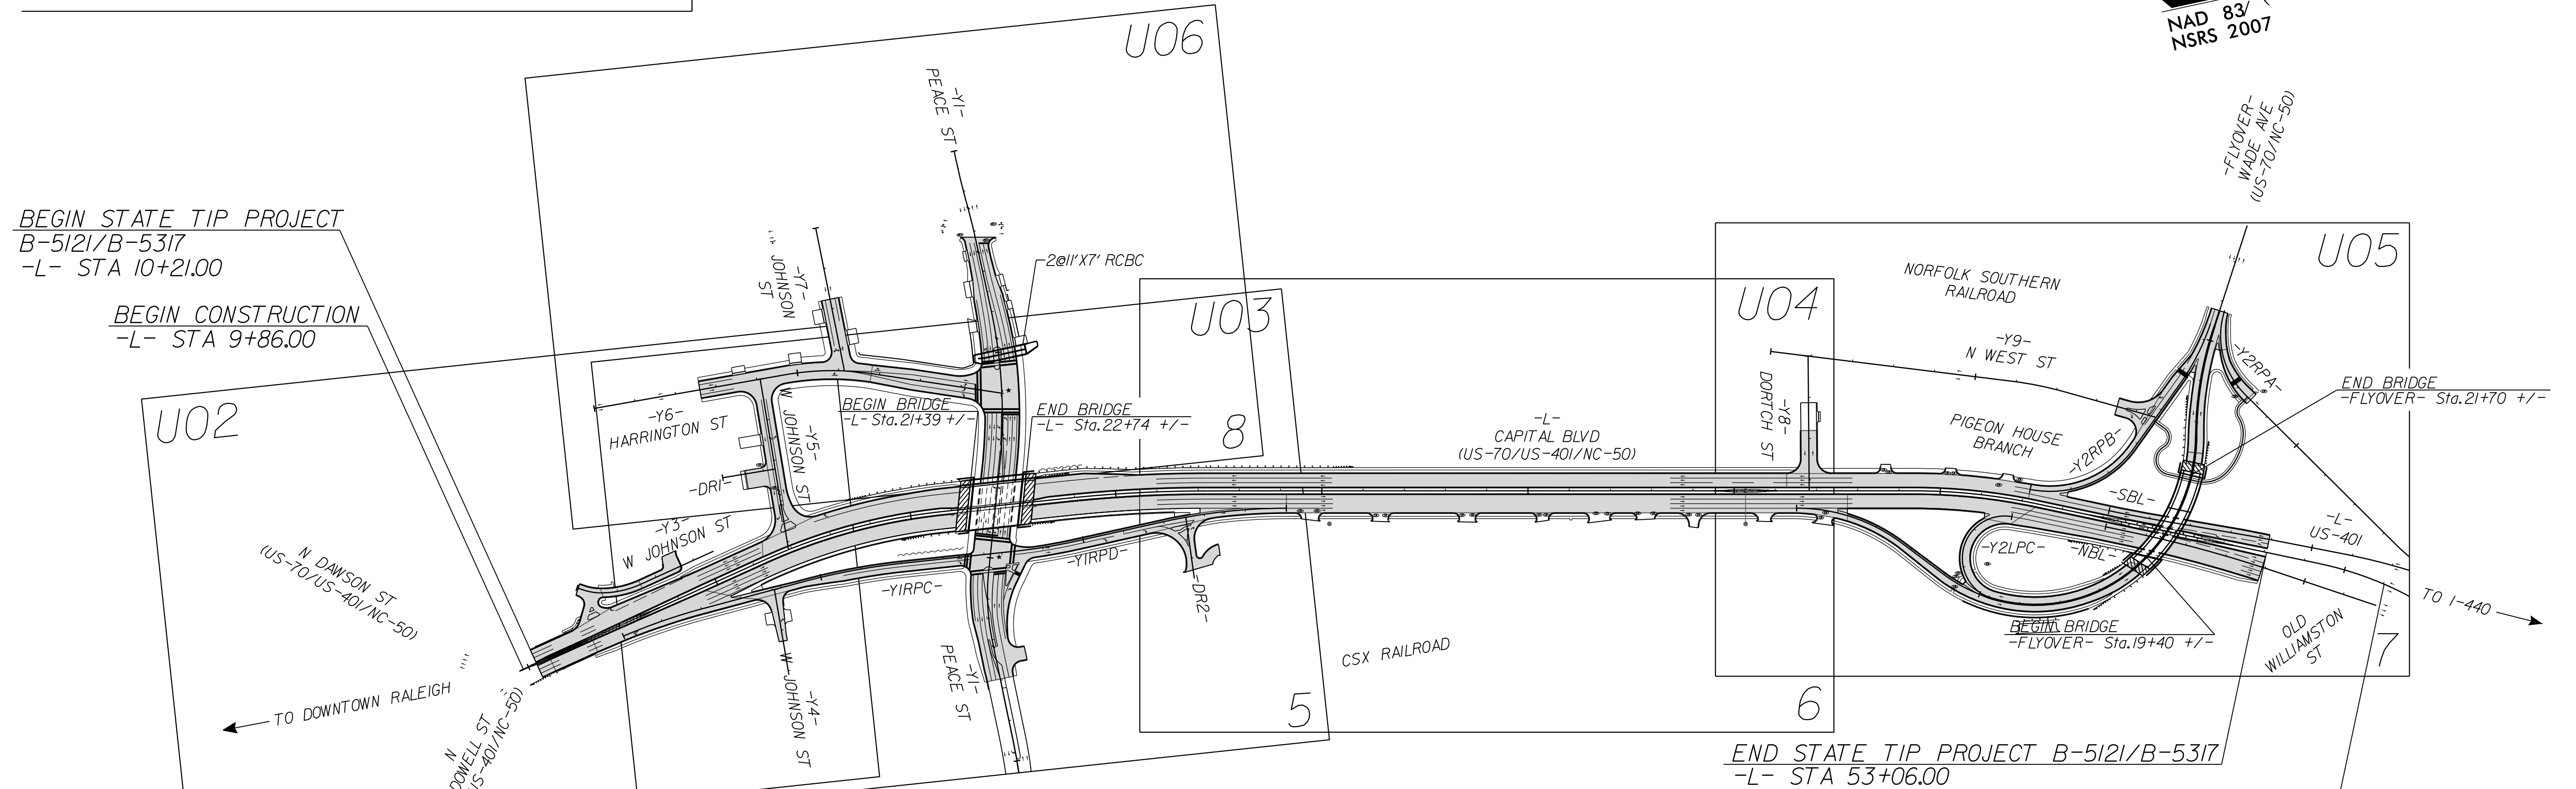 NAD 83/
NSRS 2007
U06
-Y1-
PEACE ST
-FLYOVER-
WADE AVE
(US-70/NC-50)
BEGIN STATE TIP PROJECT
B-5121/B-5317
-L- STA 10+21.00
BEGIN CONSTRUCTION
-L- STA 9+86.00
-Y7-
JOHNSON
ST
2@11'X7' RCBC
U03
U04
U05
NORFOLK SOUTHERN
RAILROAD
-Y9-
N WEST ST
-Y2RPA-
END BRIDGE
-FLYOVER- Sta.21+70 +/-
U02
-Y6-
HARRINGTON ST
W JOHNSON ST
-Y5-
BEGIN BRIDGE
-L- Sta.21+39 +/-
END BRIDGE
-L- Sta.22+74 +/-
8
-L-
CAPITAL BLVD
(US-70/US-401/NC-50)
-Y8-
DORTCH ST
PIGEON HOUSE
BRANCH
-Y2RPB-
-DR1-
-Y3-
W JOHNSON ST
-SBL-
-L-
US-401
N DAWSON ST
(US-70/US-401/NC-50)
-Y1RPC-
-Y1RPD-
-DR2-
-Y2LPC-
-NBL-
TO I-440
BEGIN BRIDGE
-FLYOVER- Sta.19+40 +/-
OLD
WILLIAMSTON
ST
7
CSX RAILROAD
-Y1-
PEACE ST
-Y4-
W JOHNSON ST
TO DOWNTOWN RALEIGH
N
DOWELL ST
US-401/NC-50)
5
6
END STATE TIP PROJECT B-5121/B-5317
-L- STA 53+06.00